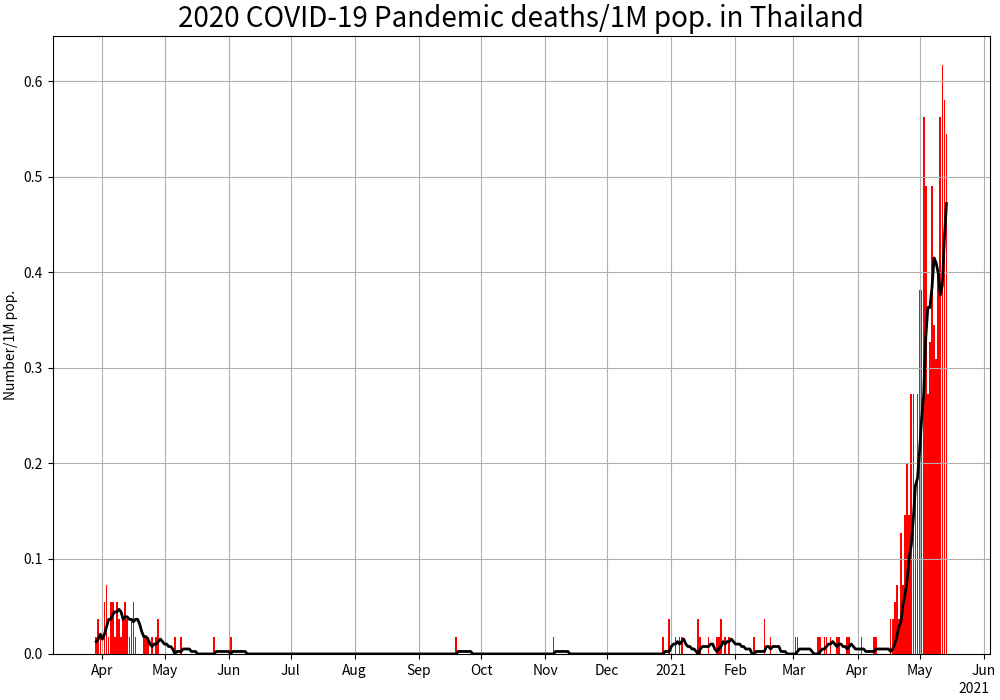 2020 COVID-19 Pandemic deaths/1M pop. in Thailand
Number/1M pop.
0.6
0.5
0.4
0.3
0.2
0.1
0.0
Apr May Jun Jul Aug Sep Oct Nov Dec 2021 Feb Mar Apr May Jun
2021